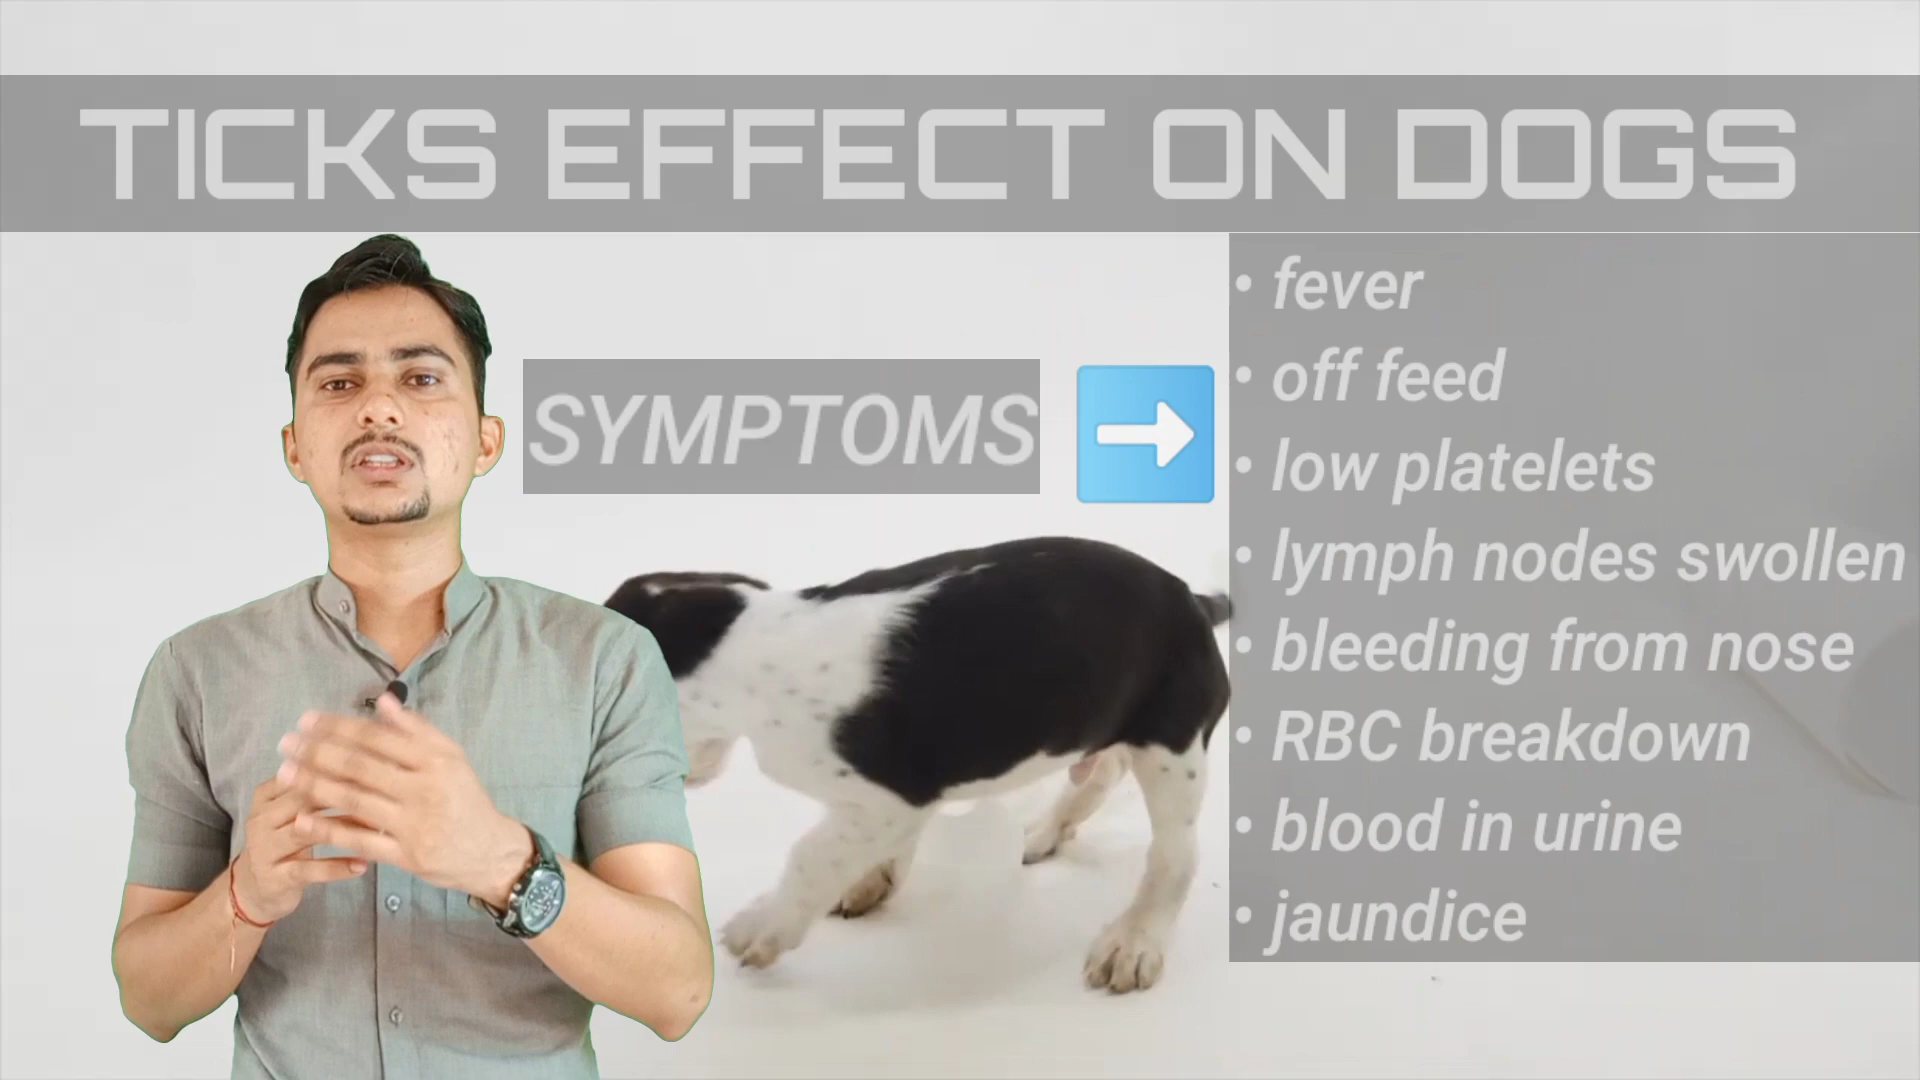 TICKS EFFECT ON DOGS
SYMPTOMS
• fever
• off feed
• low platelets
• lymph nodes swollen
• bleeding from nose
• RBC breakdown
• blood in urine
• jaundice